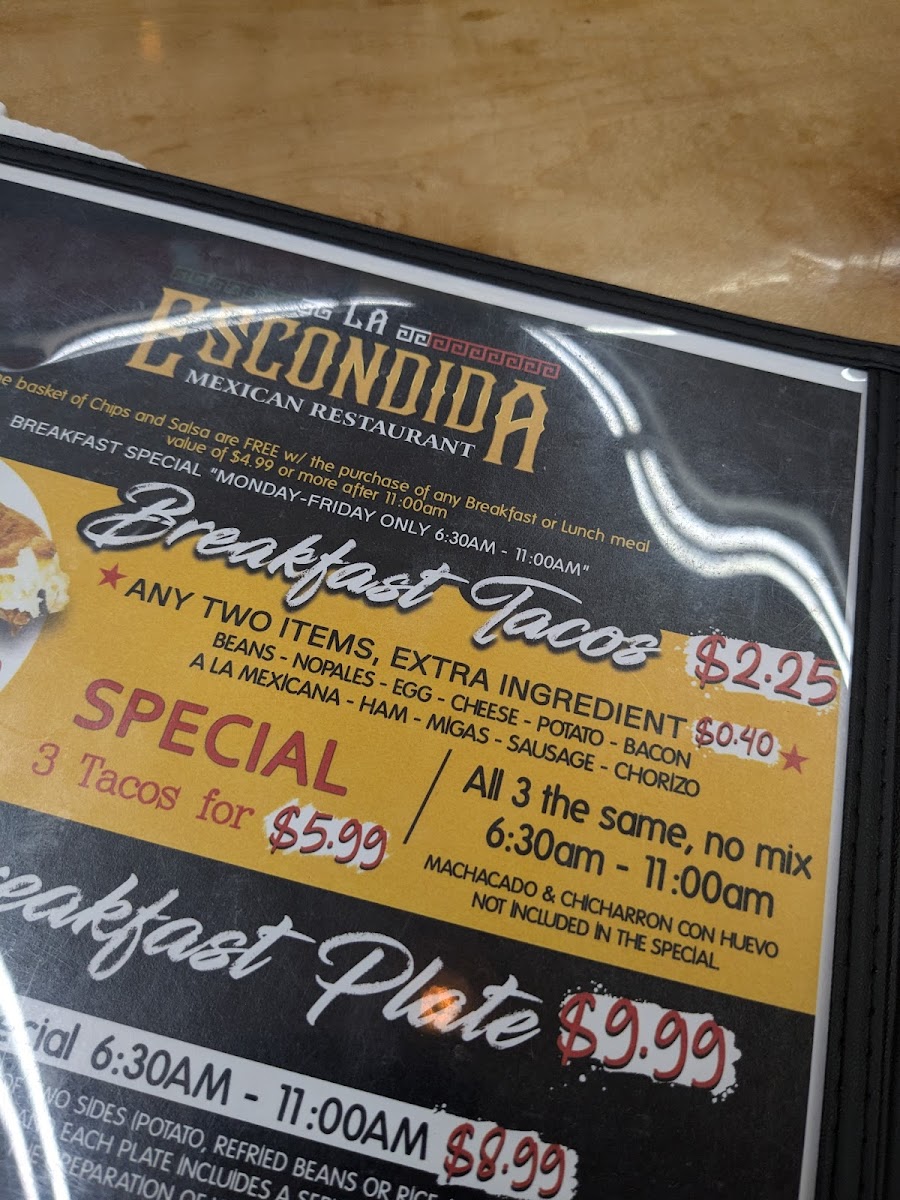 LA
ESCONDIDA
MEXICAN RESTAURANT
basket of Chips and Salsa are FREE w/ the purchase of any Breakfast or Lunch meal
value of $4.99 or more after 11:00am
BREAKFAST SPECIAL "MONDAY-FRIDAY ONLY 6:30AM - 11:00AM"
Breakfast Tacos $2.25
ANY TWO ITEMS, EXTRA INGREDIENT $0.40
BEANS - NOPALES - EGG - CHEESE - POTATO - BACON
A LA MEXICANA - HAM - MIGAS - SAUSAGE - CHORIZO
SPECIAL
3 Tacos for $5.99
All 3 the same, no mix
6:30am - 11:00am
MACHACADO & CHICHARRON CON HUEVO
NOT INCLUDED IN THE SPECIAL.
eakfast Plate $9.99
cial 6:30AM - 11:00AM $8.99
TWO SIDES (POTATO, REFRIED BEANS OR RICE
EACH PLATE INCLUDES A
PREPARATION OF